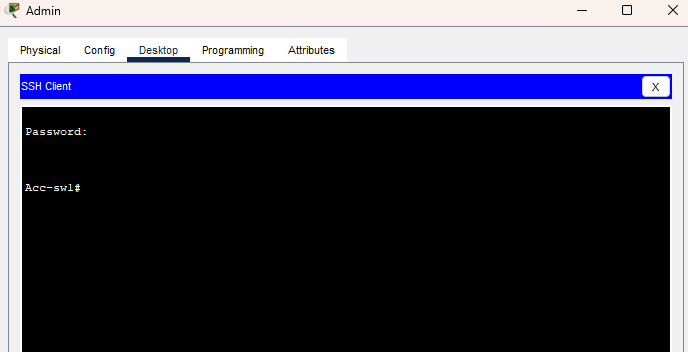 Admin
Physical Config Desktop Programming Attributes
SSH Client X
Password:
Acc-sw1#